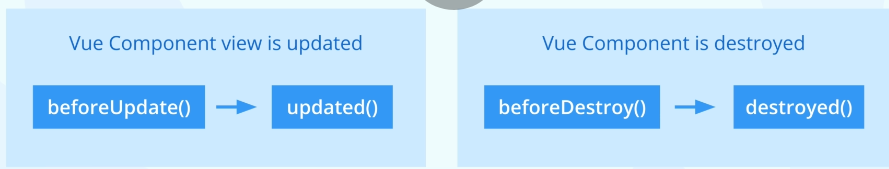 Vue Component view is updated
beforeUpdate()
updated()
Vue Component is destroyed
beforeDestroy()
destroyed()